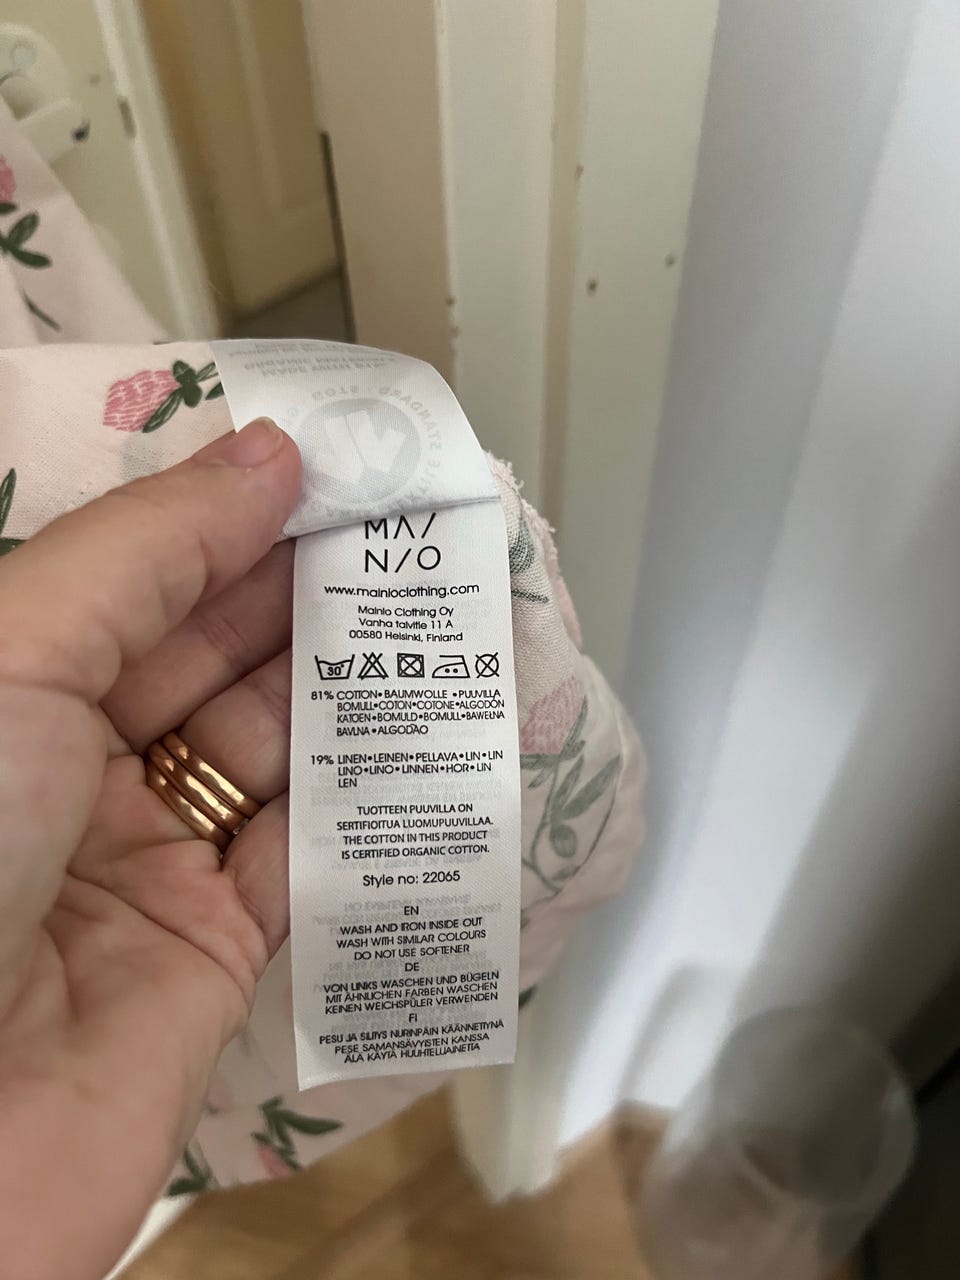 MAI
N/O
www.mainioclothing.com
Mainio Clothing Oy
Vanha talvitie 11 A
00580 Helsinki, Finland
30°
81% COTTON•BAUMWOLLE •PUUVILLA
BOMULL•COTON•COTONE•ALGODÓN
KATOEN•BOMULD•BOMULL•BAWEŁNA
BAVLNA•ALGODÃO
19% LINEN•LEINEN•PELLAVA•LIN•LIN
LINO•LINO•LINNEN•HOR•LIN
LEN
TUOTTEEN PUUVILLA ON
SERTIFIOITUA LUOMUPUUVILLAA.
THE COTTON IN THIS PRODUCT
IS CERTIFIED ORGANIC COTTON.
Style no: 22065
EN
WASH AND IRON INSIDE OUT
WASH WITH SIMILAR COLOURS
DO NOT USE SOFTENER
DE
VON LINKS WASCHEN UND BÜGELN
MIT ÄHNLICHEN FARBEN WASCHEN
KEINEN WEICHSPÜLER VERWENDEN
FI
PESU JA SILITYS NURINPÄIN KÄÄNNETTYNÄ
PESE SAMANSÄVYISTEN KANSSA
ÄLÄ KÄYTÄ HUUHTELUAINETTA